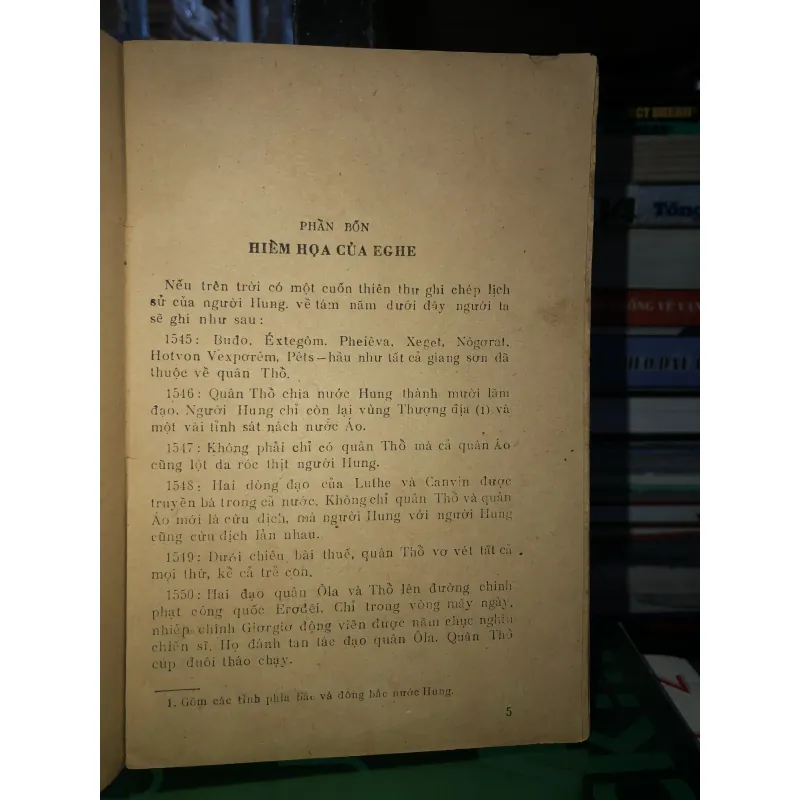 PHẦN BỐN
HIỂM HỌA CỦA EGHE
Nếu trên trời có một cuốn thiên thư ghi chép lịch
sử của người Hung, về tám năm dưới đây người ta
sẽ ghi như sau:
1545: Buđo, Éxtegôm, Pheiêva, Xeget, Nôgorat,
Hotvon Vexporêm, Pêts—hầu như tất cả giang sơn đã
thuộc về quân Thổ.
1546: Quân Thổ chia nước Hung thành mười lăm
đạo. Người Hung chỉ còn lại vùng Thượng địa (1) và
một vài tỉnh sát nách nước Áo.
1547: Không phải chỉ có quân Thổ mà cả quân Áo
cũng lột da róc thịt người Hung.
1548: Hai dòng đạo của Luthe và Canvin được
truyền bá trong cả nước. Không chỉ quân Thổ và quân
Áo mới là cừu địch, mà người Hung với người Hung
cũng cừu địch lẫn nhau.
1549: Dưới chiêu bài thuế, quân Thổ vơ vét tất cả
mọi thứ, kể cả trẻ con.
1550: Hai đạo quân Ôla và Thổ lên đường chinh
phạt công quốc Erơđêi. Chỉ trong vòng mấy ngày,
nhiếp chính Giorgiơ động viên được năm chục nghìn
chiến sĩ. Họ đánh tan tác đạo quân Ôla. Quân Thổ
cúp đuôi tháo chạy.
1. Gồm các tỉnh phía Bắc và đông bắc nước Hung.
5
Tổng